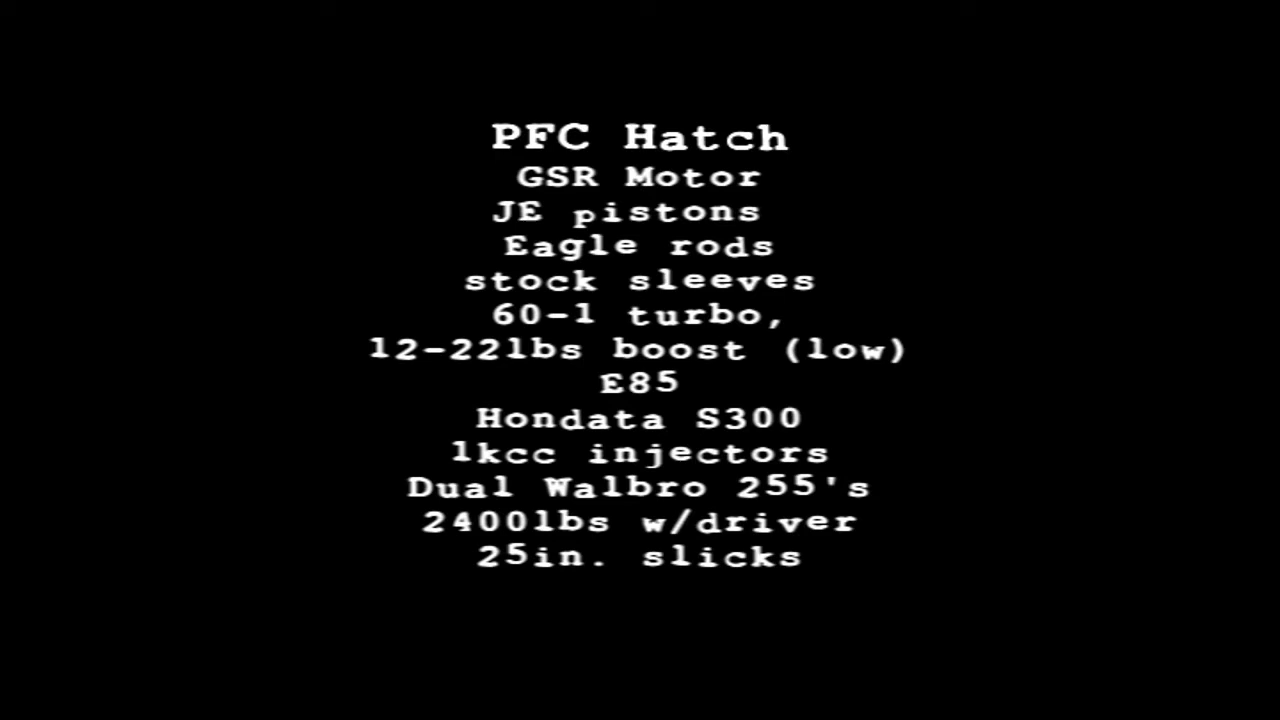 PFC Hatch
GSR Motor
JE pistons
Eagle rods
stock sleeves
60-1 turbo,
12-22lbs boost (low)
E85
Hondata S300
1kcc injectors
Dual Walbro 255's
2400lbs w/driver
25in. slicks